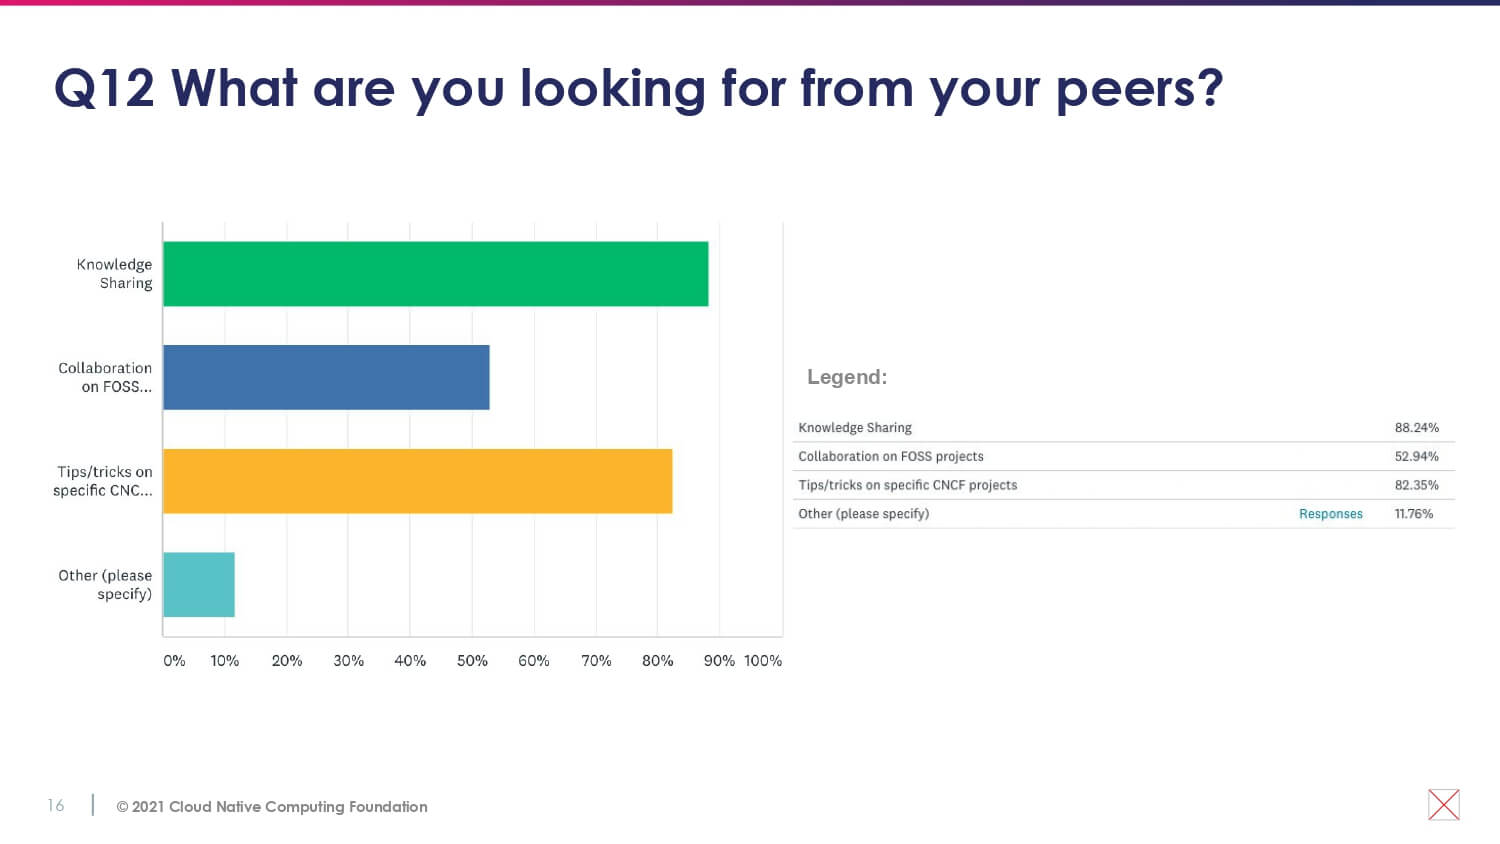 Q12 What are you looking for from your peers?
Knowledge
Sharing
Collaboration
on FOSS...
Tips/tricks on
specific CNC...
Other (please
specify)
0% 10% 20% 30% 40% 50% 60% 70% 80% 90% 100%
Legend:
Knowledge Sharing 88.24%
Collaboration on FOSS projects 52.94%
Tips/tricks on specific CNCF projects 82.35%
Other (please specify) Responses 11.76%
16 © 2021 Cloud Native Computing Foundation